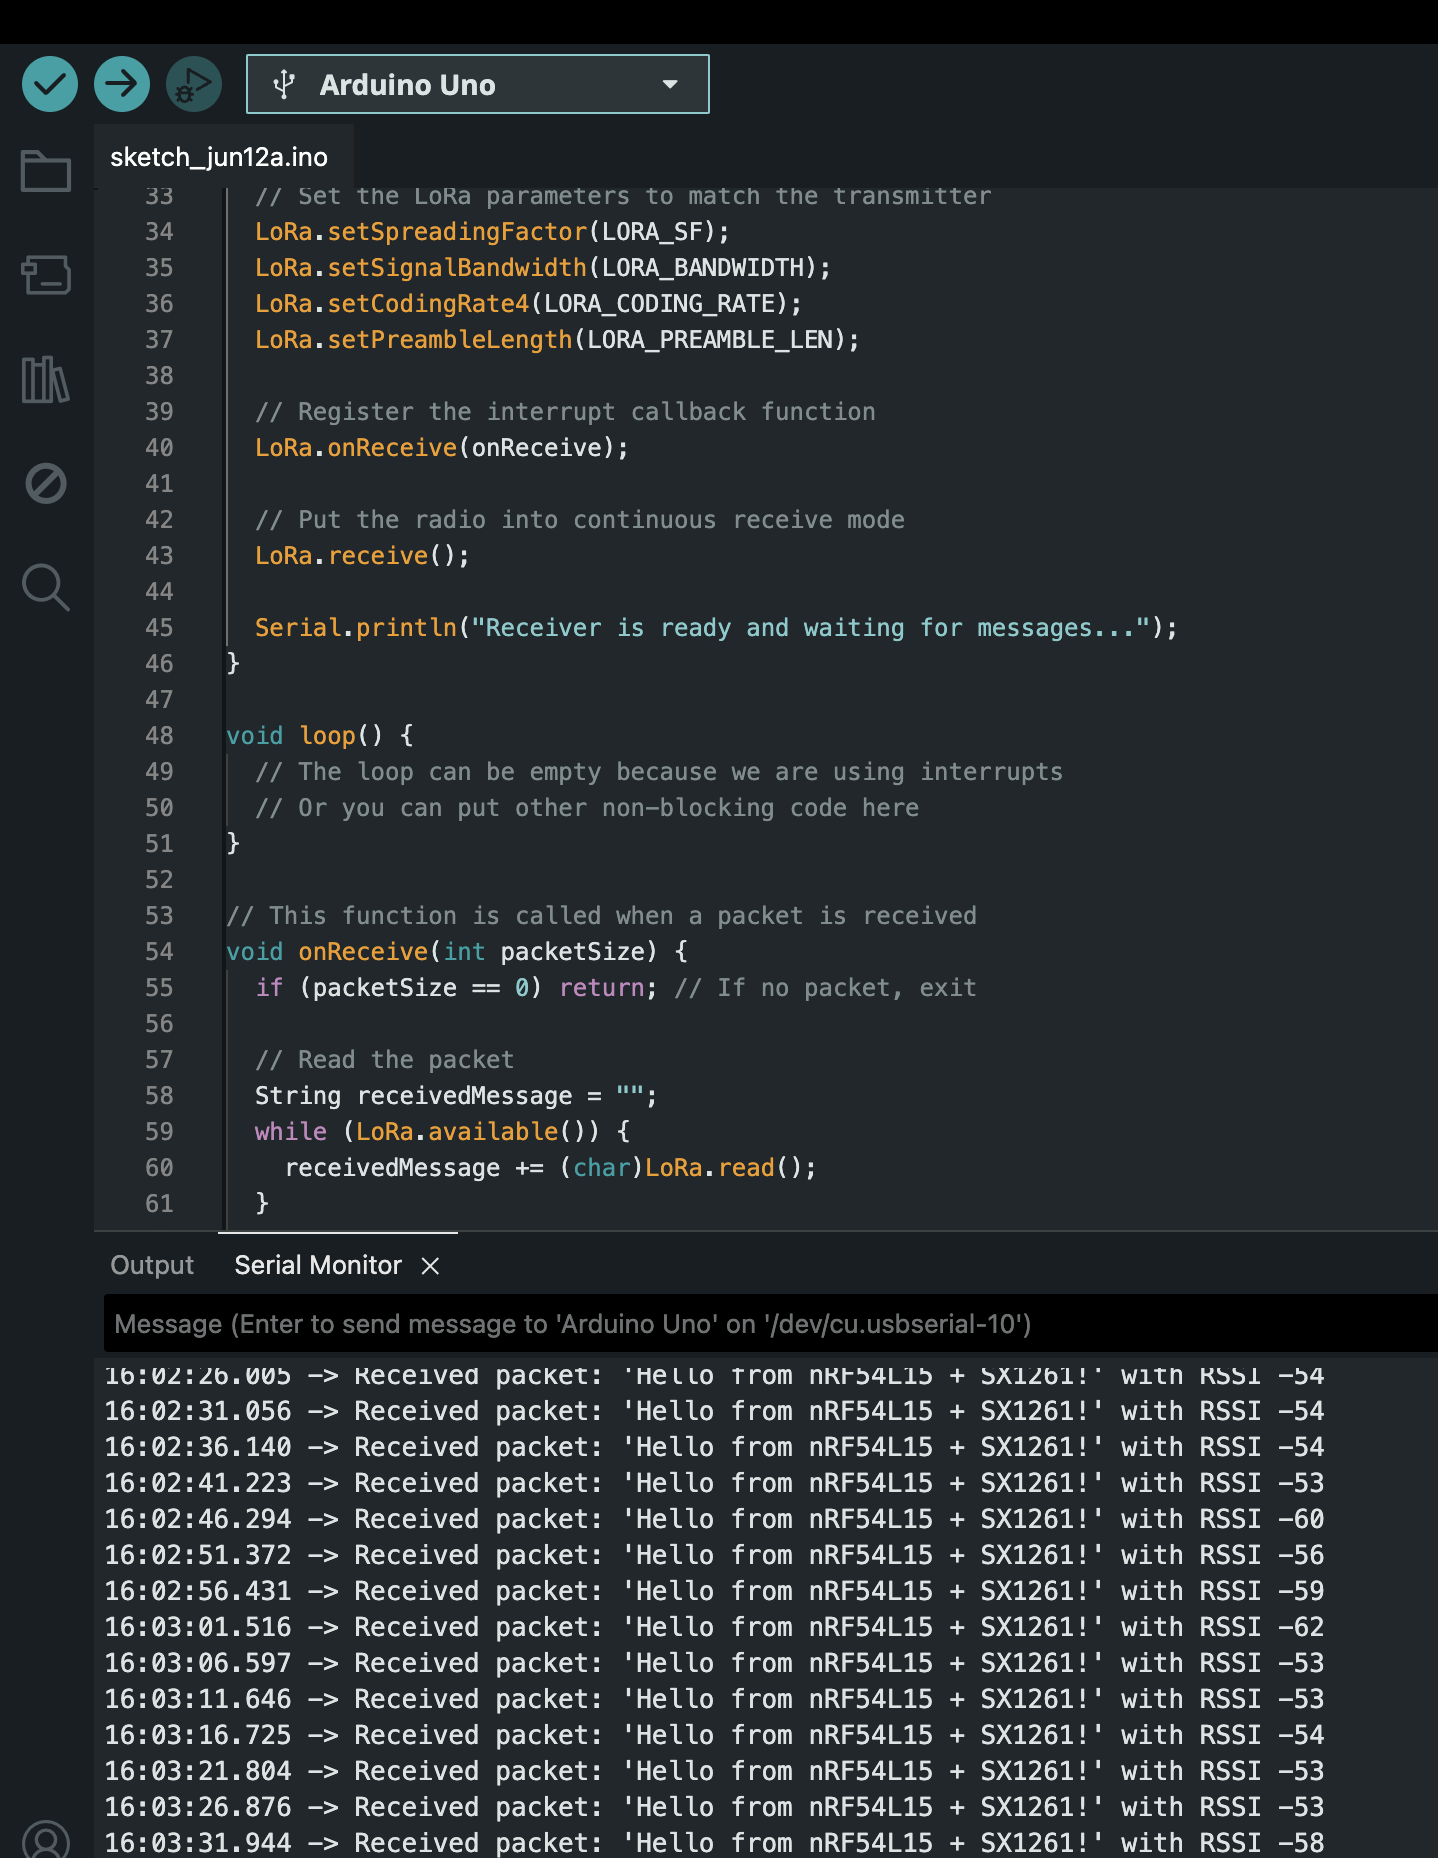 Arduino Uno
sketch_jun12a.ino
33 // Set the LoRa parameters to match the transmitter
34 LoRa.setSpreadingFactor(LORA_SF);
35 LoRa.setSignalBandwidth(LORA_BANDWIDTH);
36 LoRa.setCodingRate4(LORA_CODING_RATE);
37 LoRa.setPreambleLength(LORA_PREAMBLE_LEN);
38
39 // Register the interrupt callback function
40 LoRa.onReceive(onReceive);
41
42 // Put the radio into continuous receive mode
43 LoRa.receive();
44
45 Serial.println("Receiver is ready and waiting for messages...");
46 }
47
48 void loop() {
49 // The loop can be empty because we are using interrupts
50 // Or you can put other non-blocking code here
51 }
52
53 // This function is called when a packet is received
54 void onReceive(int packetSize) {
55 if (packetSize == 0) return; // If no packet, exit
56
57 // Read the packet
58 String receivedMessage = "";
59 while (LoRa.available()) {
60 receivedMessage += (char)LoRa.read();
61 }
Output Serial Monitor
Message (Enter to send message to 'Arduino Uno' on '/dev/cu.usbserial-10')
16:02:26.005 -> Received packet: 'Hello from nRF54L15 + SX1261!' with RSSI -54
16:02:31.056 -> Received packet: 'Hello from nRF54L15 + SX1261!' with RSSI -54
16:02:36.140 -> Received packet: 'Hello from nRF54L15 + SX1261!' with RSSI -54
16:02:41.223 -> Received packet: 'Hello from nRF54L15 + SX1261!' with RSSI -53
16:02:46.294 -> Received packet: 'Hello from nRF54L15 + SX1261!' with RSSI -60
16:02:51.372 -> Received packet: 'Hello from nRF54L15 + SX1261!' with RSSI -56
16:02:56.431 -> Received packet: 'Hello from nRF54L15 + SX1261!' with RSSI -59
16:03:01.516 -> Received packet: 'Hello from nRF54L15 + SX1261!' with RSSI -62
16:03:06.597 -> Received packet: 'Hello from nRF54L15 + SX1261!' with RSSI -53
16:03:11.646 -> Received packet: 'Hello from nRF54L15 + SX1261!' with RSSI -53
16:03:16.725 -> Received packet: 'Hello from nRF54L15 + SX1261!' with RSSI -54
16:03:21.804 -> Received packet: 'Hello from nRF54L15 + SX1261!' with RSSI -53
16:03:26.876 -> Received packet: 'Hello from nRF54L15 + SX1261!' with RSSI -53
16:03:31.944 -> Received packet: 'Hello from nRF54L15 + SX1261!' with RSSI -58